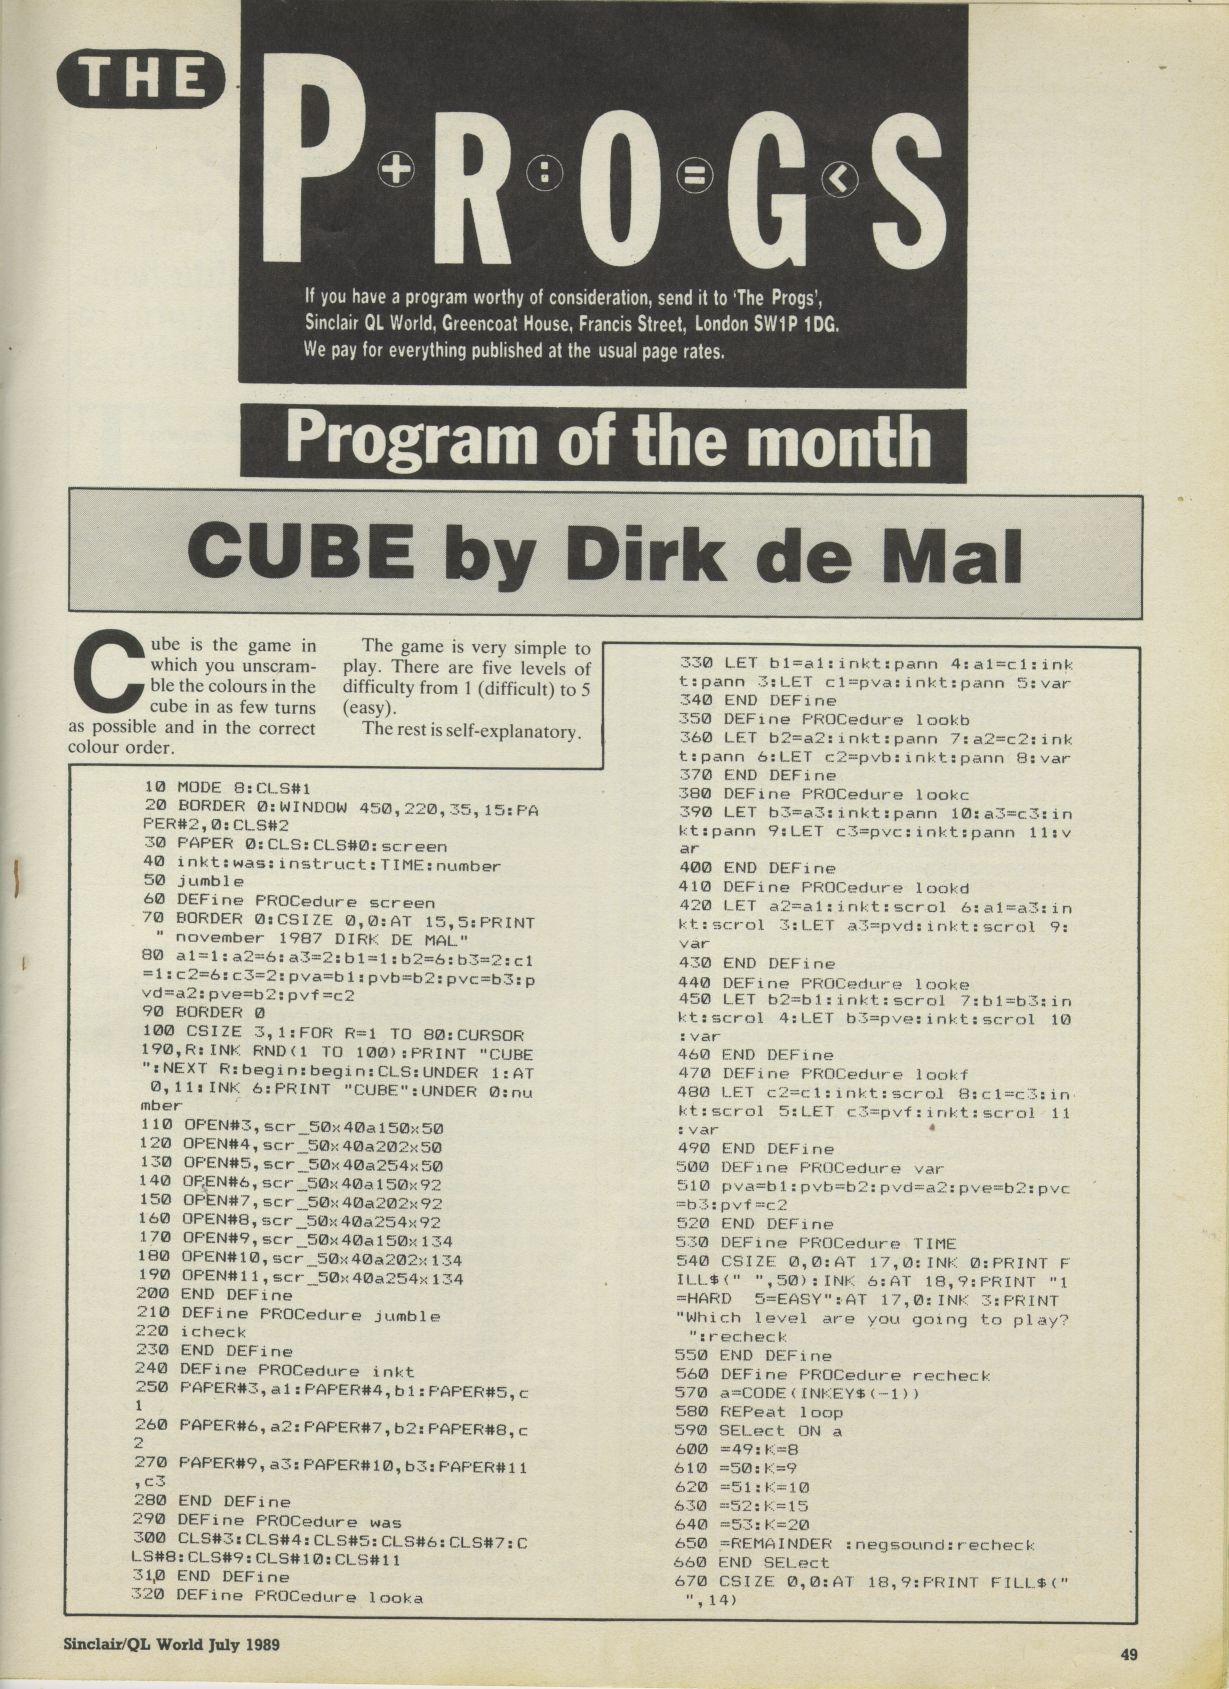 THE
P+R:O=G<S
If you have a program worthy of consideration, send it to 'The Progs',
Sinclair QL World, Greencoat House, Francis Street, London SW1P 1DG.
We pay for everything published at the usual page rates.
Program of the month
CUBE by Dirk de Mal
Cube is the game in
which you unscram-
ble the colours in the
cube in as few turns
as possible and in the correct
colour order.
The game is very simple to
play. There are five levels of
difficulty from 1 (difficult) to 5
(easy).
The rest is self-explanatory.
10 MODE 8:CLS#1
20 BORDER 0:WINDOW 450,220,35,15:PA
PER#2,0:CLS#2
30 PAPER 0:CLS:CLS#0:screen
40 inkt:was:instruct:TIME:number
50 jumble
60 DEFine PROCedure screen
70 BORDER 0:CSIZE 0,0:AT 15,5:PRINT
" november 1987 DIRK DE MAL"
80 a1=1:a2=6:a3=2:b1=1:b2=6:b3=2:c1
=1:c2=6:c3=2:pva=b1:pvb=b2:pvc=b3:p
vd=a2:pve=b2:pvf=c2
90 BORDER 0
100 CSIZE 3,1:FOR R=1 TO 80:CURSOR
190,R:INK RND(1 TO 100):PRINT "CUBE
":NEXT R:begin:begin:CLS:UNDER 1:AT
0,11:INK 6:PRINT "CUBE":UNDER 0:nu
mber
110 OPEN#3,scr_50x40a150x50
120 OPEN#4,scr_50x40a202x50
130 OPEN#5,scr_50x40a254x50
140 OPEN#6,scr_50x40a150x92
150 OPEN#7,scr_50x40a202x92
160 OPEN#8,scr_50x40a254x92
170 OPEN#9,scr_50x40a150x134
180 OPEN#10,scr_50x40a202x134
190 OPEN#11,scr_50x40a254x134
200 END DEFine
210 DEFine PROCedure jumble
220 icheck
230 END DEFine
240 DEFine PROCedure inkt
250 PAPER#3,a1:PAPER#4,b1:PAPER#5,c
1
260 PAPER#6,a2:PAPER#7,b2:PAPER#8,c
2
270 PAPER#9,a3:PAPER#10,b3:PAPER#11
,c3
280 END DEFine
290 DEFine PROCedure was
300 CLS#3:CLS#4:CLS#5:CLS#6:CLS#7:C
LS#8:CLS#9:CLS#10:CLS#11
310 END DEFine
320 DEFine PROCedure looka
330 LET b1=a1:inkt:pann 4:a1=c1:ink
t:pann 3:LET c1=pva:inkt:pann 5:var
340 END DEFine
350 DEFine PROCedure lookb
360 LET b2=a2:inkt:pann 7:a2=c2:ink
t:pann 6:LET c2=pvb:inkt:pann 8:var
370 END DEFine
380 DEFine PROCedure lookc
390 LET b3=a3:inkt:pann 10:a3=c3:in
kt:pann 9:LET c3=pvc:inkt:pann 11:v
ar
400 END DEFine
410 DEFine PROCedure lookd
420 LET a2=a1:inkt:scrol 6:a1=a3:in
kt:scrol 3:LET a3=pvd:inkt:scrol 9:
var
430 END DEFine
440 DEFine PROCedure looke
450 LET b2=b1:inkt:scrol 7:b1=b3:in
kt:scrol 4:LET b3=pve:inkt:scrol 10
:var
460 END DEFine
470 DEFine PROCedure lookf
480 LET c2=c1:inkt:scrol 8:c1=c3:in
kt:scrol 5:LET c3=pvf:inkt:scrol 11
:var
490 END DEFine
500 DEFine PROCedure var
510 pva=b1:pvb=b2:pvd=a2:pve=b2:pvc
=b3:pvf=c2
520 END DEFine
530 DEFine PROCedure TIME
540 CSIZE 0,0:AT 17,0:INK 0:PRINT F
ILL$(" ",50):INK 6:AT 18,9:PRINT "1
=HARD  5=EASY":AT 17,0:INK 3:PRINT
"Which level are you going to play?
":recheck
550 END DEFine
560 DEFine PROCedure recheck
570 a=CODE(INKEY$(-1))
580 REPeat loop
590 SELect ON a
600 =49:K=8
610 =50:K=9
620 =51:K=10
630 =52:K=15
640 =53:K=20
650 =REMAINDER :negsound:recheck
660 END SELect
670 CSIZE 0,0:AT 18,9:PRINT FILL$("
",14)
Sinclair/QL World July 1989
49